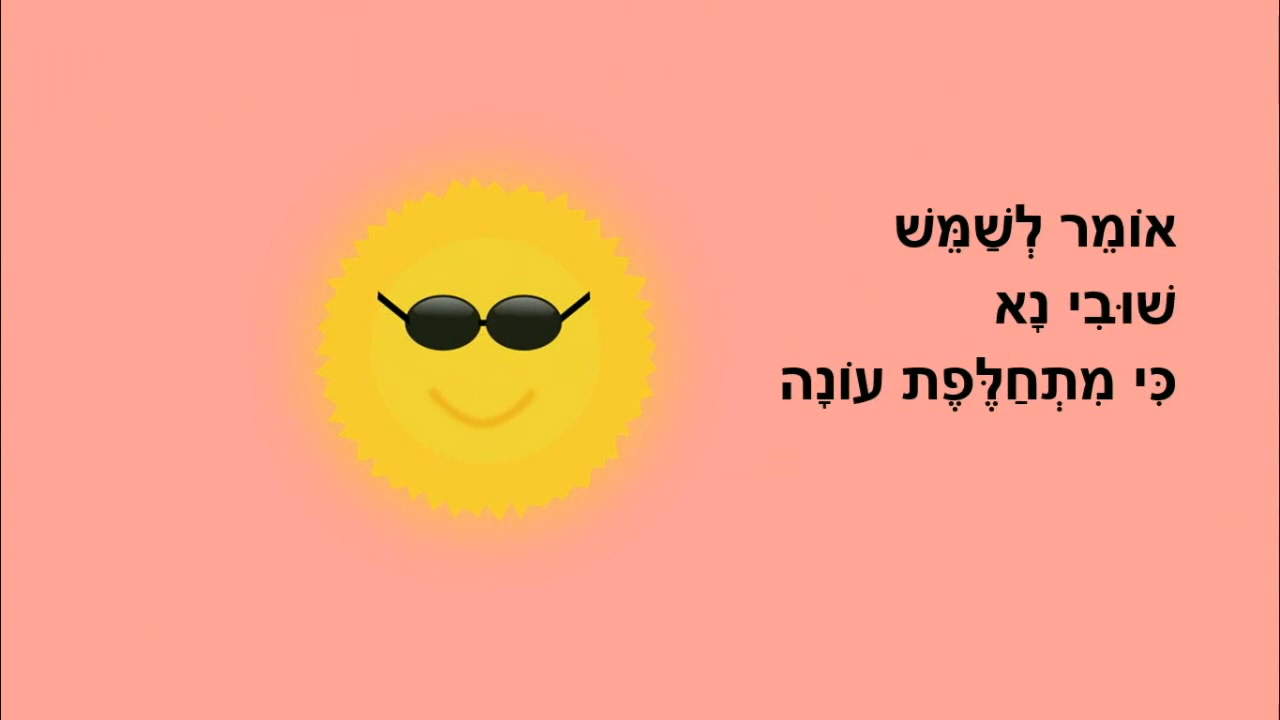 אוֹמֵר לְשַׁמֵּשׁ
שׁוּבִּי נָא
כִּי מִתְחַלֶּפֶת עוֹנָה